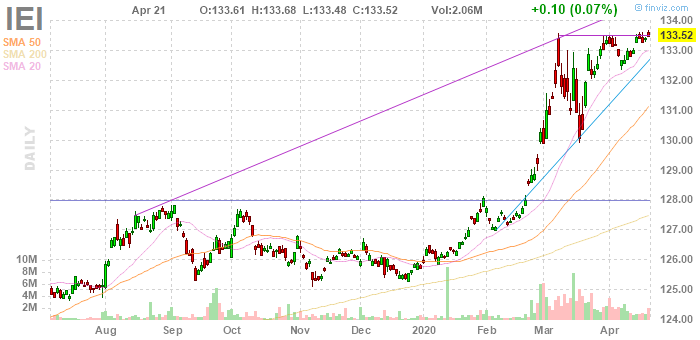 IEI Apr 21 O:133.61 H:133.68 L:133.48 C:133.52 Vol:2.06M +0.10 (0.07%) © finviz.com
SMA 50
SMA 200
SMA 20
DAILY
134.00
133.52
133.00
132.00
131.00
130.00
129.00
128.00
127.00
126.00
125.00
124.00
10M
8M
6M
4M
2M
Aug Sep Oct Nov Dec 2020 Feb Mar Apr